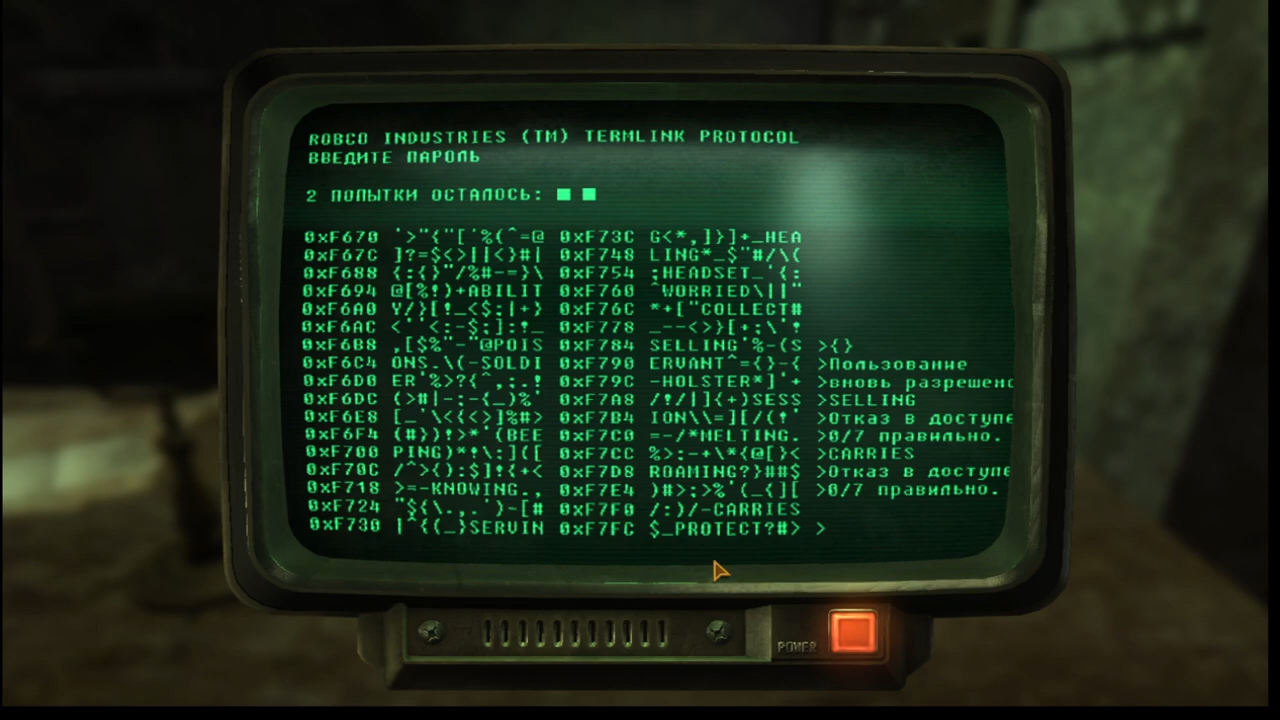 ROBCO INDUSTRIES (TM) TERMLINK PROTOCOL
ВВЕДИТЕ ПАРОЛЬ
2 ПОПЫТКИ ОСТАЛОСЬ: ■ ■
0xF670 '>"{"[´%(^=@ 0xF73C G<*,]}]+_HEA
0xF67C ]?=$<>||<}#| 0xF748 LING*_$"#/\(
0xF688 {:{}"/%#-=}\ 0xF754 ;HEADSET_'{:
0xF694 @[%!)+ABILIT 0xF760 ^WORRIED\||"
0xF6A0 Y/}[!_<$;|+} 0xF76C *+["COLLECT#
0xF6AC <''<:-$;]:!_ 0xF778 _--<>}[+;\'!
0xF6B8 ,[$%"-"@POIS 0xF784 SELLING'%-(S >{}
0xF6C4 ONS.\(-SOLDI 0xF790 ERVANT^={}-{ >Пользование
0xF6D0 ER'%>?{^,;.! 0xF79C -HOLSTER*]'+ >вновь разрешено
0xF6DC (>#|-:-{_)%' 0xF7A8 /!/|]{+)SESS >SELLING
0xF6E8 [_'\<{<>]%#> 0xF7B4 ION\\=][/(!' >Отказ в доступе
0xF6F4 (#})!>*'(BEE 0xF7C0 =-/*MELTING. >0/7 правильно.
0xF700 PING)*!\:]([ 0xF7CC %>:-+\*{@[}< >CARRIES
0xF70C /^>{):$]!{+< 0xF7D8 ROAMING?}##$ >Отказ в доступе
0xF718 >=-KNOWING., 0xF7E4 )#>;>%'(_{][ >0/7 правильно.
0xF724 "${\.,.')-[# 0xF7F0 /:)/-CARRIES
0xF730 |^{(_}SERVIN 0xF7FC $_PROTECT?#> >
POWER